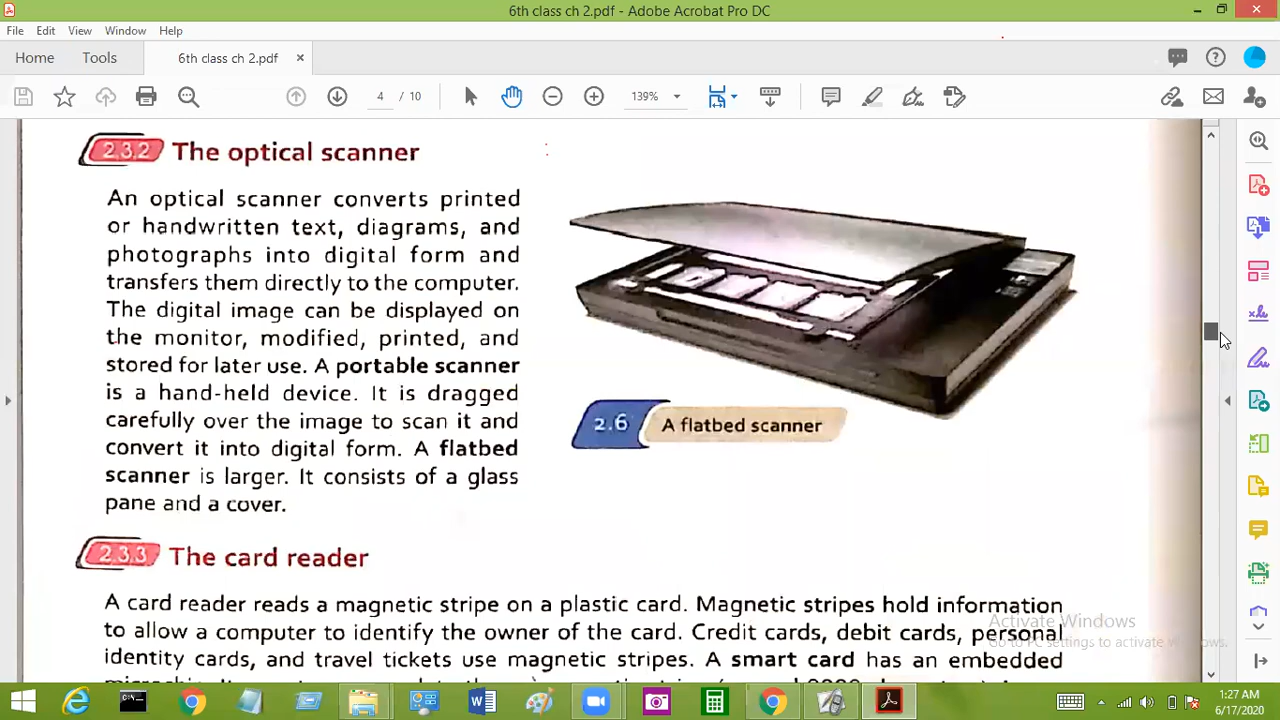 6th class ch 2.pdf - Adobe Acrobat Pro DC
File Edit View Window Help
Home Tools 6th class ch 2.pdf ×
4 / 10 139%
2.3.2 The optical scanner
An optical scanner converts printed
or handwritten text, diagrams, and
photographs into digital form and
transfers them directly to the computer.
The digital image can be displayed on
the monitor, modified, printed, and
stored for later use. A portable scanner
is a hand-held device. It is dragged
carefully over the image to scan it and
convert it into digital form. A flatbed
scanner is larger. It consists of a glass
pane and a cover.
2.6 A flatbed scanner
2.3.3 The card reader
A card reader reads a magnetic stripe on a plastic card. Magnetic stripes hold information
to allow a computer to identify the owner of the card. Credit cards, debit cards, personal
identity cards, and travel tickets use magnetic stripes. A smart card has an embedded
Activate Windows
Go to PC settings to activate Windows.
1:27 AM
6/17/2020